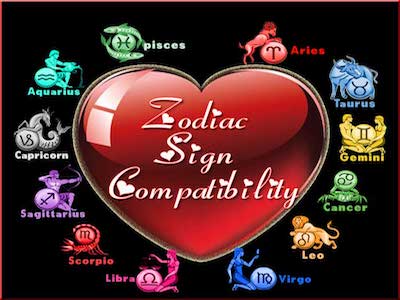 pisces
Aries
Aquarius
Taurus
Zodiac
Sign
Compatibility
Capricorn
Gemini
Sagittarius
Cancer
Scorpio
Leo
Libra
Virgo